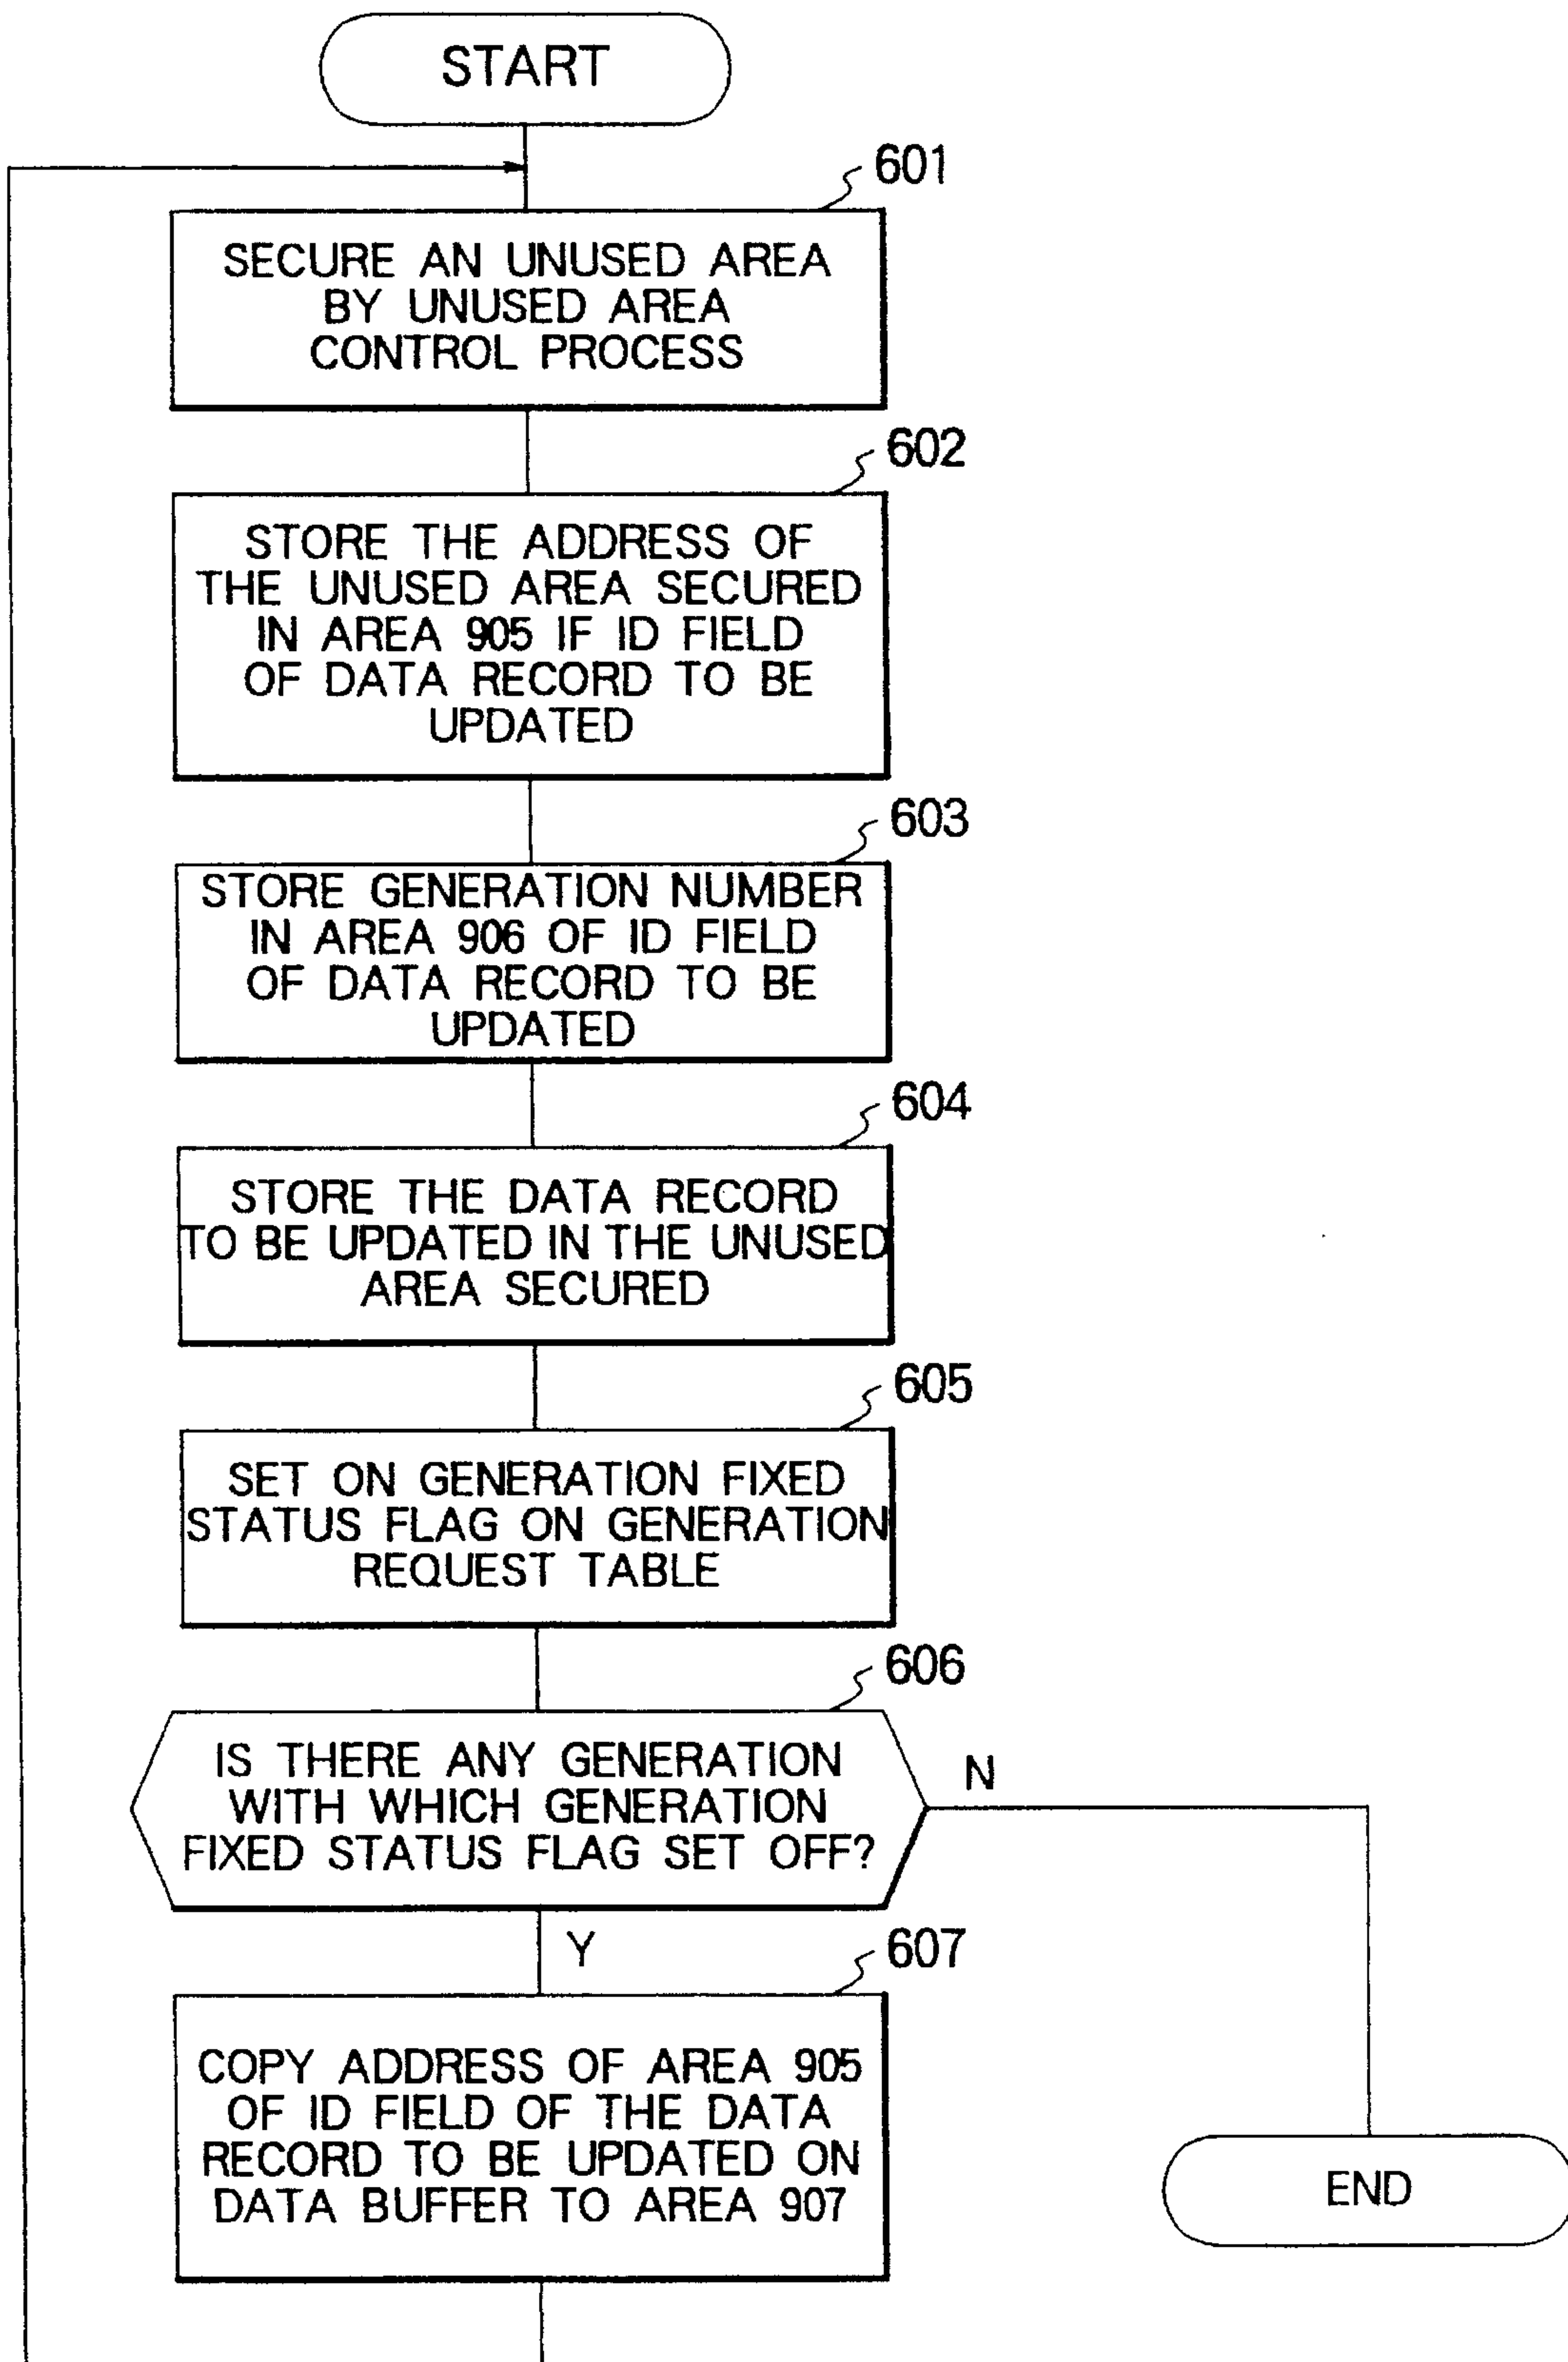 START
601
SECURE AN UNUSED AREA
BY UNUSED AREA
CONTROL PROCESS
602
STORE THE ADDRESS OF
THE UNUSED AREA SECURED
IN AREA 905 IF ID FIELD
OF DATA RECORD TO BE
UPDATED
603
STORE GENERATION NUMBER
IN AREA 906 OF ID FIELD
OF DATA RECORD TO BE
UPDATED
604
STORE THE DATA RECORD
TO BE UPDATED IN THE UNUSED
AREA SECURED
605
SET ON GENERATION FIXED
STATUS FLAG ON GENERATION
REQUEST TABLE
606
IS THERE ANY GENERATION
WITH WHICH GENERATION
FIXED STATUS FLAG SET OFF?
N
Y
607
COPY ADDRESS OF AREA 905
OF ID FIELD OF THE DATA
RECORD TO BE UPDATED ON
DATA BUFFER TO AREA 907
END